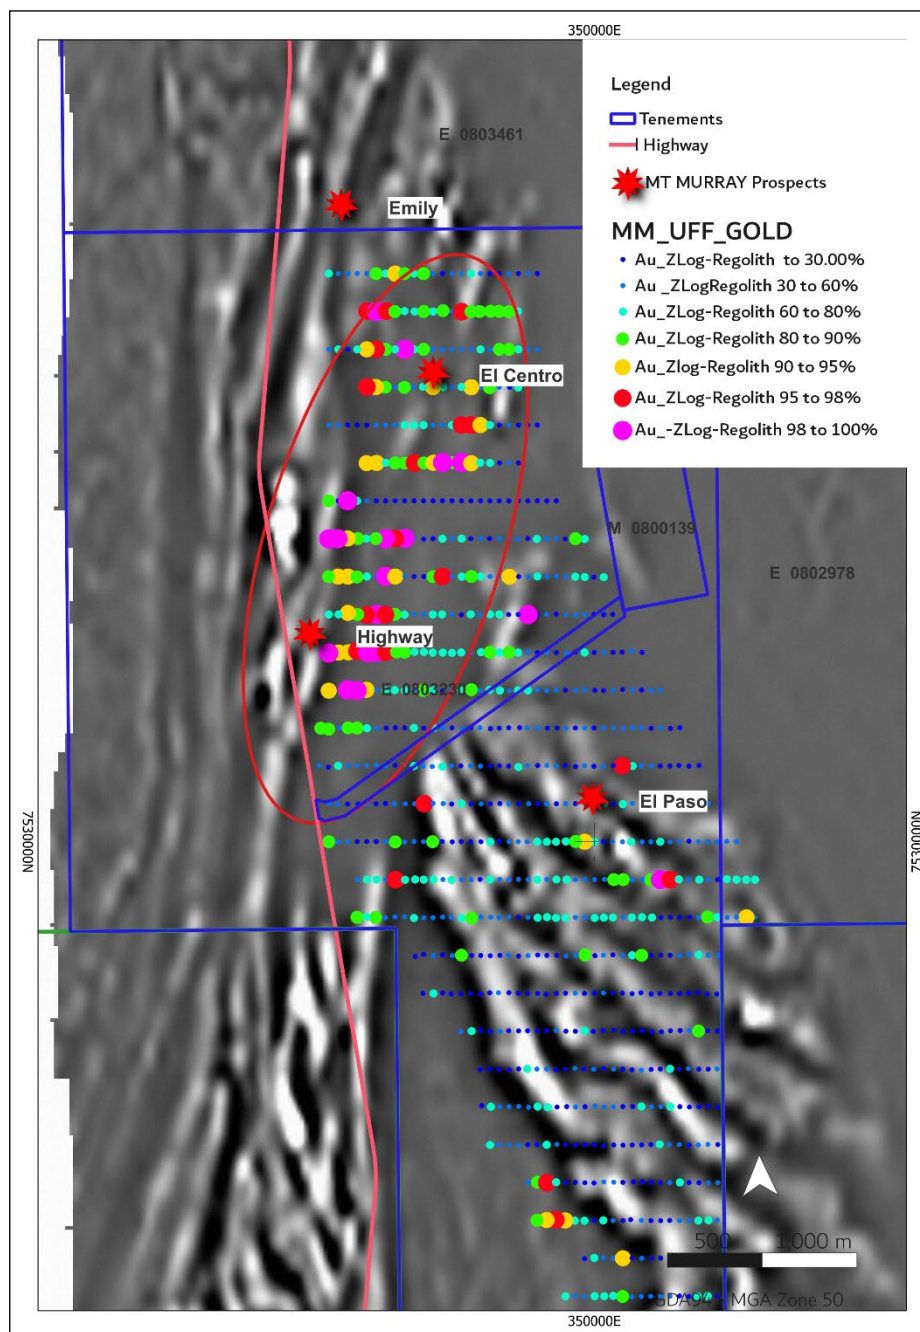 350000E
Legend
Tenements
Highway
MT MURRAY Prospects
MM_UFF_GOLD
Au_ZLog-Regolith to 30.00%
Au _ZLogRegolith 30 to 60%
Au_ZLog-Regolith 60 to 80%
Au_ZLog-Regolith 80 to 90%
Au_Zlog-Regolith 90 to 95%
Au_ZLog-Regolith 95 to 98%
Au_-ZLog-Regolith 98 to 100%
E 0803461
Emily
El Centro
M 0800139
E 0802978
Highway
E 0803230
El Paso
7530000N
7530000N
500 1,000 m
GDA94 MGA Zone 50
350000E